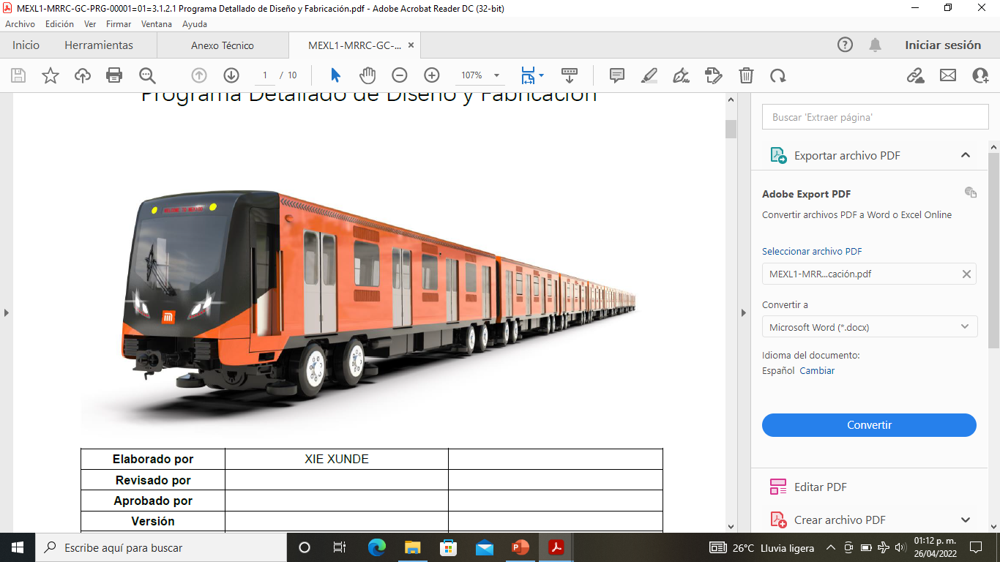 MEXL1-MRRC-GC-PRG-00001=01=3.1.2.1 Programa Detallado de Diseño y Fabricación.pdf - Adobe Acrobat Reader DC (32-bit)
Archivo Edición Ver Firmar Ventana Ayuda
Inicio Herramientas Anexo Técnico MEXL1-MRRC-GC-... Iniciar sesión
1 / 10 107%
Programa Detallado de Diseño y Fabricación
WELCOME TO MEXICO
Elaborado por XIE XUNDE
Revisado por
Aprobado por
Versión
Buscar 'Extraer página'
Exportar archivo PDF
Adobe Export PDF
Convertir archivos PDF a Word o Excel Online
Seleccionar archivo PDF
MEXL1-MRR...cación.pdf
Convertir a
Microsoft Word (*.docx)
Idioma del documento:
Español Cambiar
Convertir
Editar PDF
Crear archivo PDF
Escribe aquí para buscar
26°C Lluvia ligera
01:12 p. m.
26/04/2022